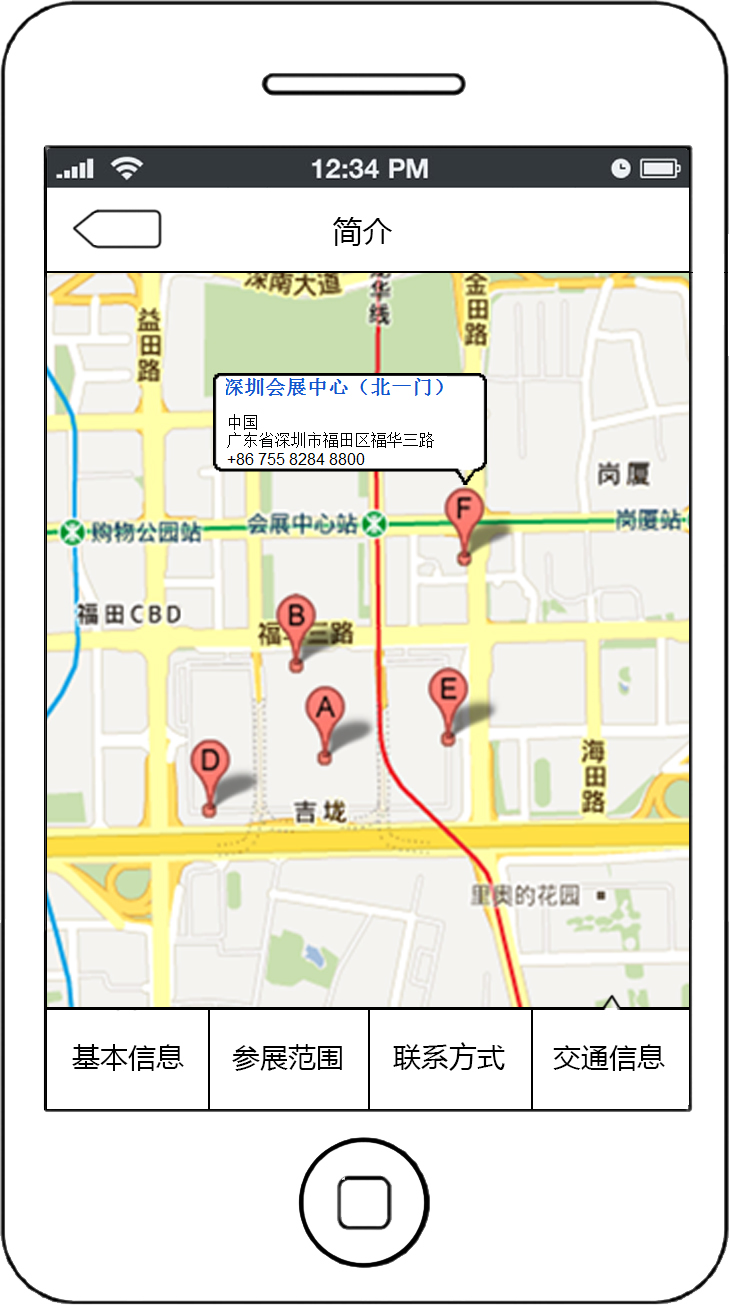 12:34 PM
简介
深南大道
龙华线
金田路
益田路
深圳会展中心（北一门）
中国
广东省深圳市福田区福华三路
+86 755 8284 8800
岗厦
F
购物公园站
会展中心站
岗厦站
福田CBD
B
福华三路
A
E
D
海田路
吉垅
里奥的花园
基本信息
参展范围
联系方式
交通信息